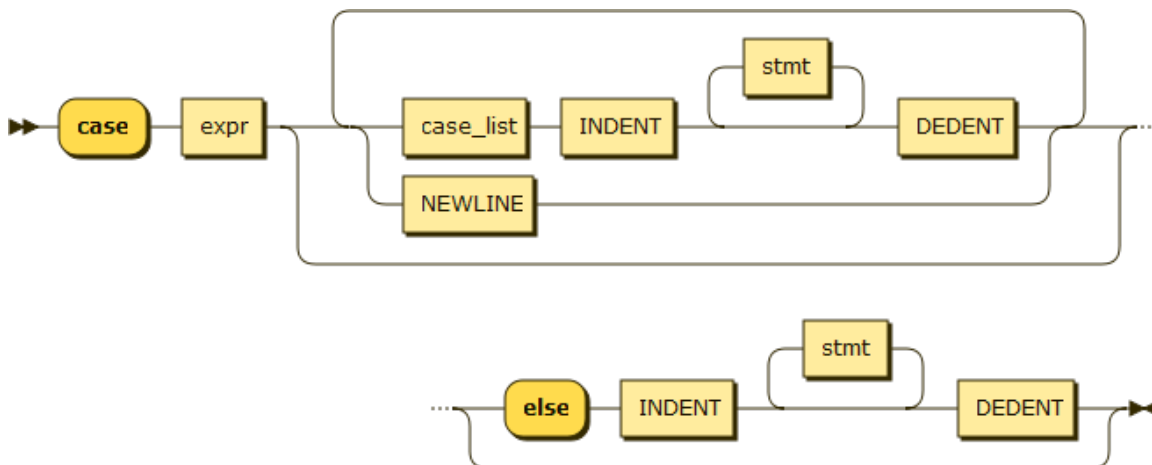 stmt
case expr case_list INDENT DEDENT
NEWLINE
stmt
else INDENT DEDENT